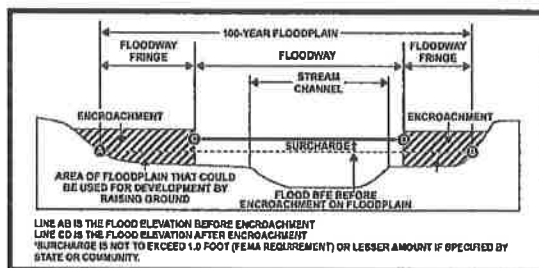 100-YEAR FLOODPLAIN
FLOODWAY
FRINGE
FLOODWAY
FLOODWAY
FRINGE
STREAM
CHANNEL
ENCROACHMENT
ENCROACHMENT
C
D
SURCHARGE*
A
B
AREA OF FLOODPLAIN THAT COULD
BE USED FOR DEVELOPMENT BY
RAISING GROUND
FLOOD BFE BEFORE
ENCROACHMENT ON FLOODPLAIN
LINE AB IS THE FLOOD ELEVATION BEFORE ENCROACHMENT
LINE CD IS THE FLOOD ELEVATION AFTER ENCROACHMENT
*SURCHARGE IS NOT TO EXCEED 1.0 FOOT (FEMA REQUIREMENT) OR LESSER AMOUNT IF SPECIFIED BY
STATE OR COMMUNITY.